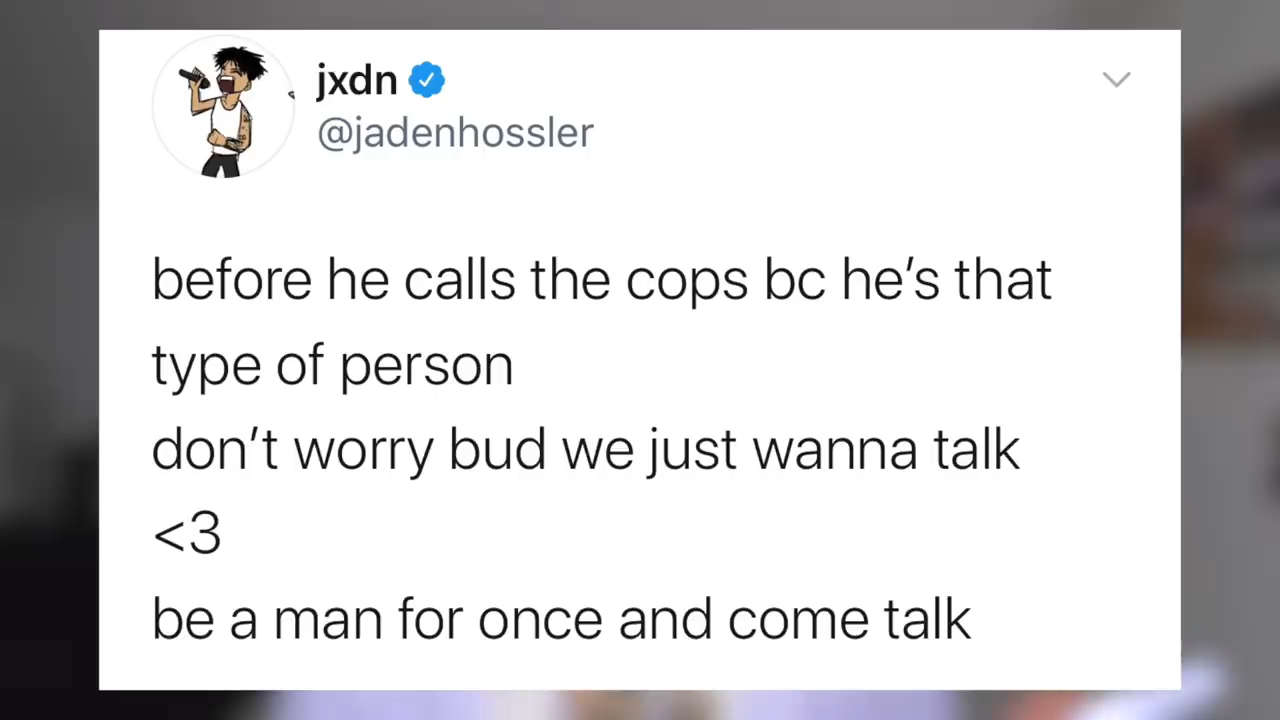 jxdn
@jadenhossler
before he calls the cops bc he’s that
type of person
don’t worry bud we just wanna talk
<3
be a man for once and come talk